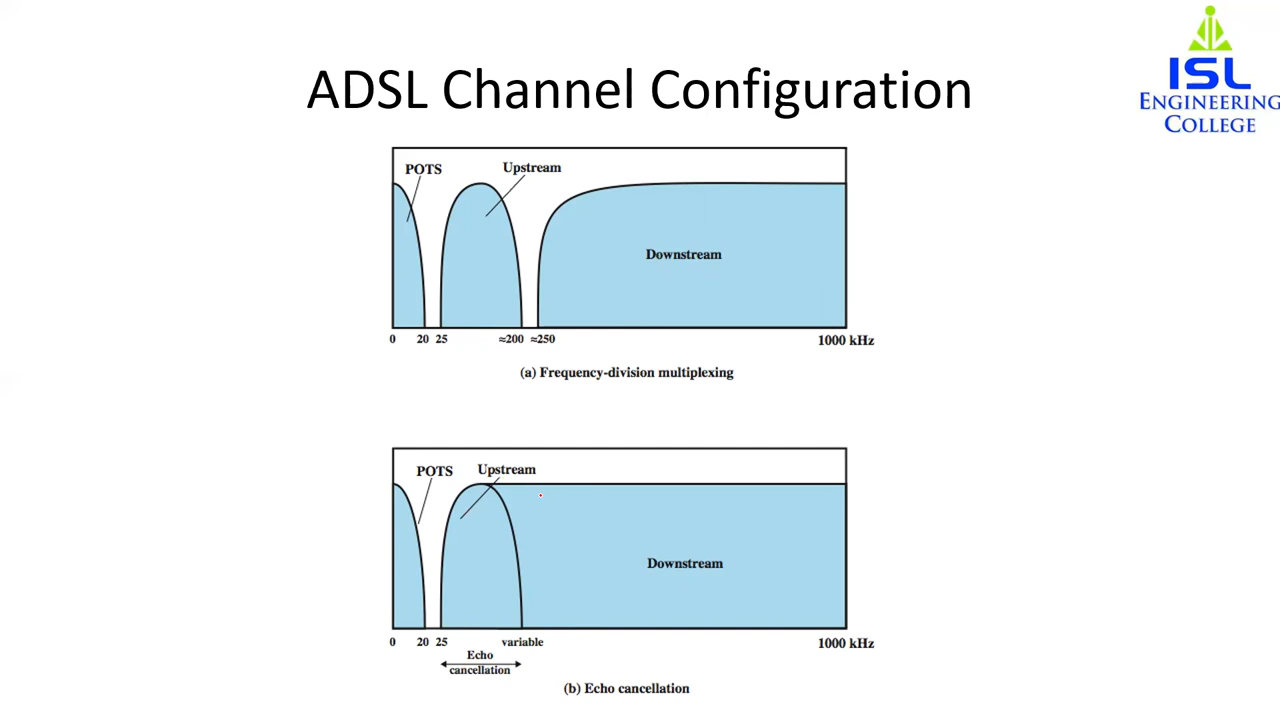 ADSL Channel Configuration
ISL
ENGINEERING
COLLEGE
POTS
Upstream
Downstream
0 20 25 ≈200 ≈250 1000 kHz
(a) Frequency-division multiplexing
POTS
Upstream
Downstream
0 20 25 variable 1000 kHz
Echo
cancellation
(b) Echo cancellation